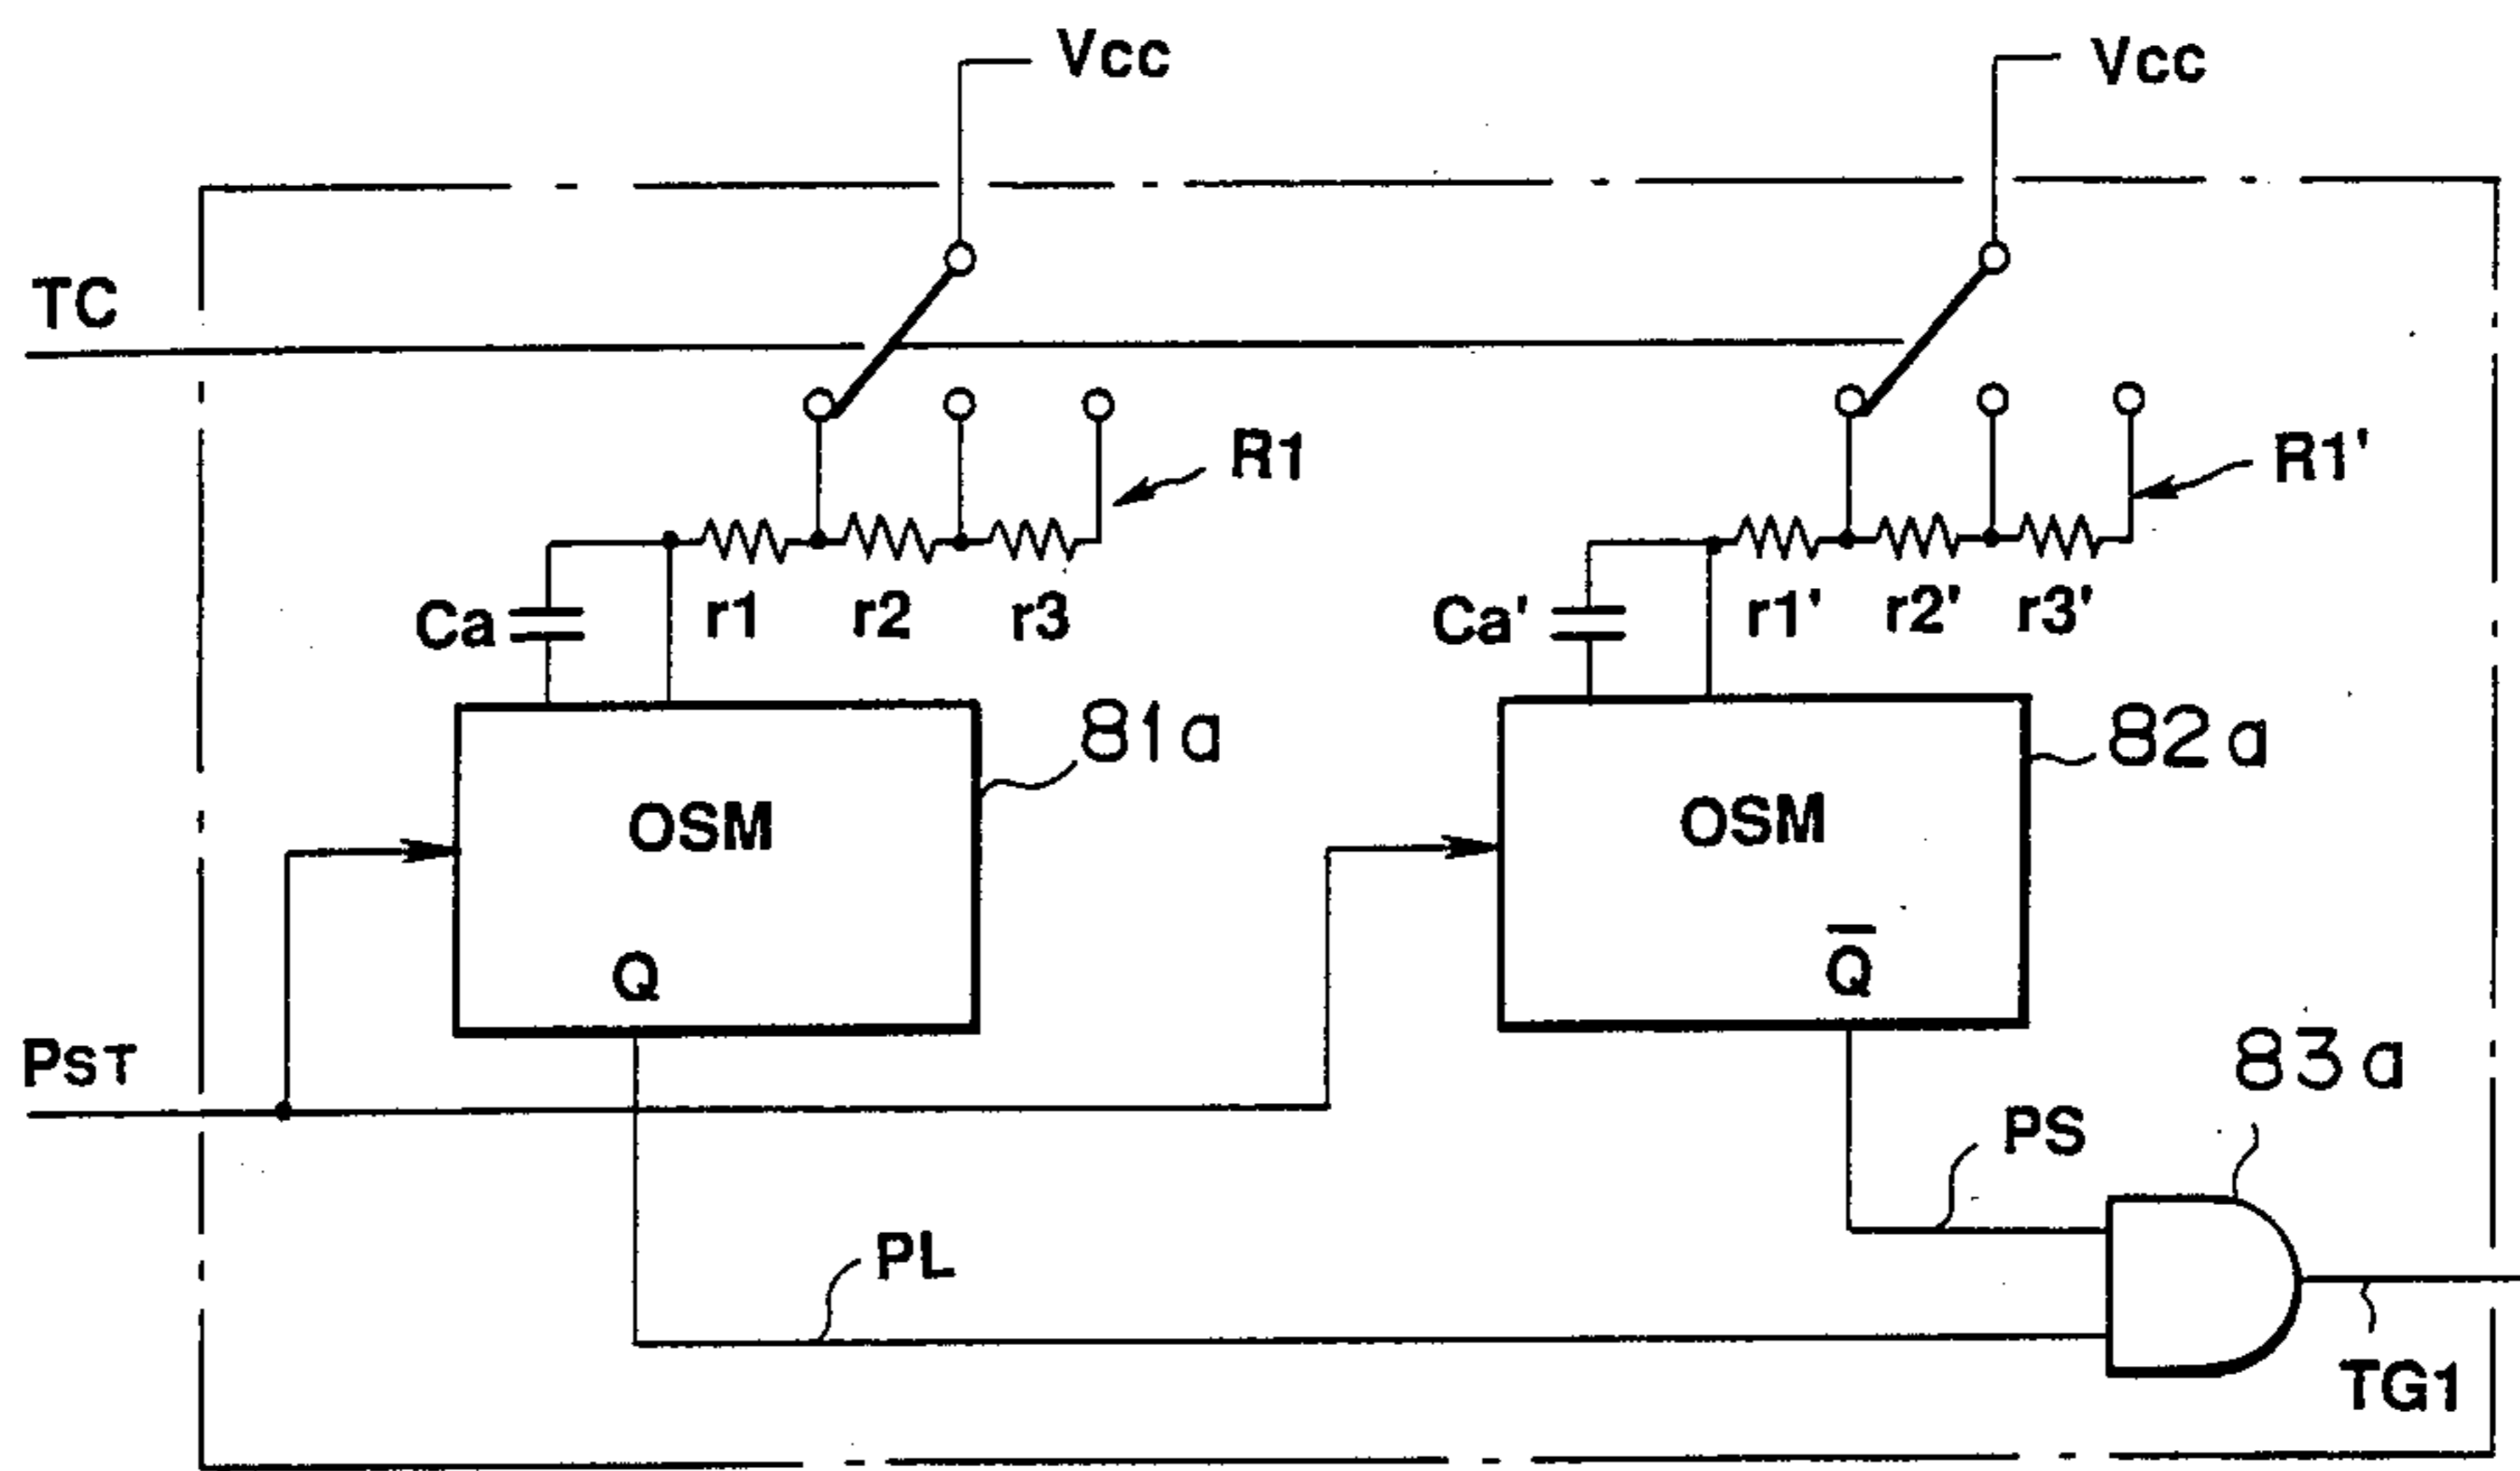 Vcc
Vcc
TC
R1
R1'
Ca
r1
r2
r3
Ca'
r1'
r2'
r3'
81a
82a
OSM
OSM
Q
Q̅
PST
83a
PS
PL
TG1